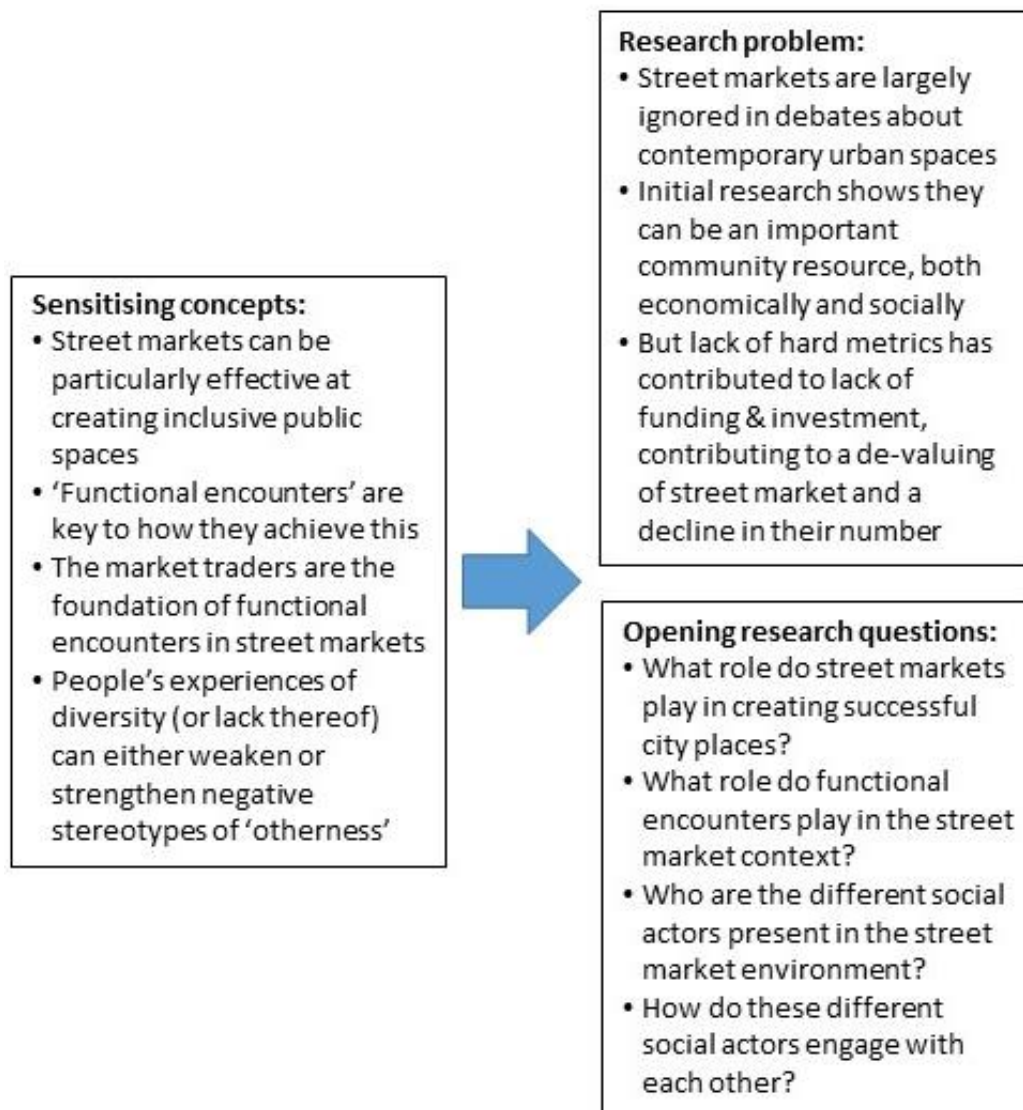 Sensitising concepts:
• Street markets can be
particularly effective at
creating inclusive public
spaces
• ‘Functional encounters’ are
key to how they achieve this
• The market traders are the
foundation of functional
encounters in street markets
• People’s experiences of
diversity (or lack thereof)
can either weaken or
strengthen negative
stereotypes of ‘otherness’
Research problem:
• Street markets are largely
ignored in debates about
contemporary urban spaces
• Initial research shows they
can be an important
community resource, both
economically and socially
• But lack of hard metrics has
contributed to lack of
funding & investment,
contributing to a de-valuing
of street market and a
decline in their number
Opening research questions:
• What role do street markets
play in creating successful
city places?
• What role do functional
encounters play in the street
market context?
• Who are the different social
actors present in the street
market environment?
• How do these different
social actors engage with
each other?